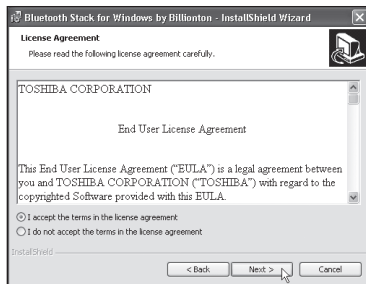 Bluetooth Stack for Windows by Billionton - InstallShield Wizard
License Agreement
Please read the following license agreement carefully.
TOSHIBA CORPORATION
End User License Agreement
This End User License Agreement ("EULA") is a legal agreement between
you and TOSHIBA CORPORATION ("TOSHIBA") with regard to the
copyrighted Software provided with this EULA.
I accept the terms in the license agreement
I do not accept the terms in the license agreement
InstallShield
< Back Next > Cancel